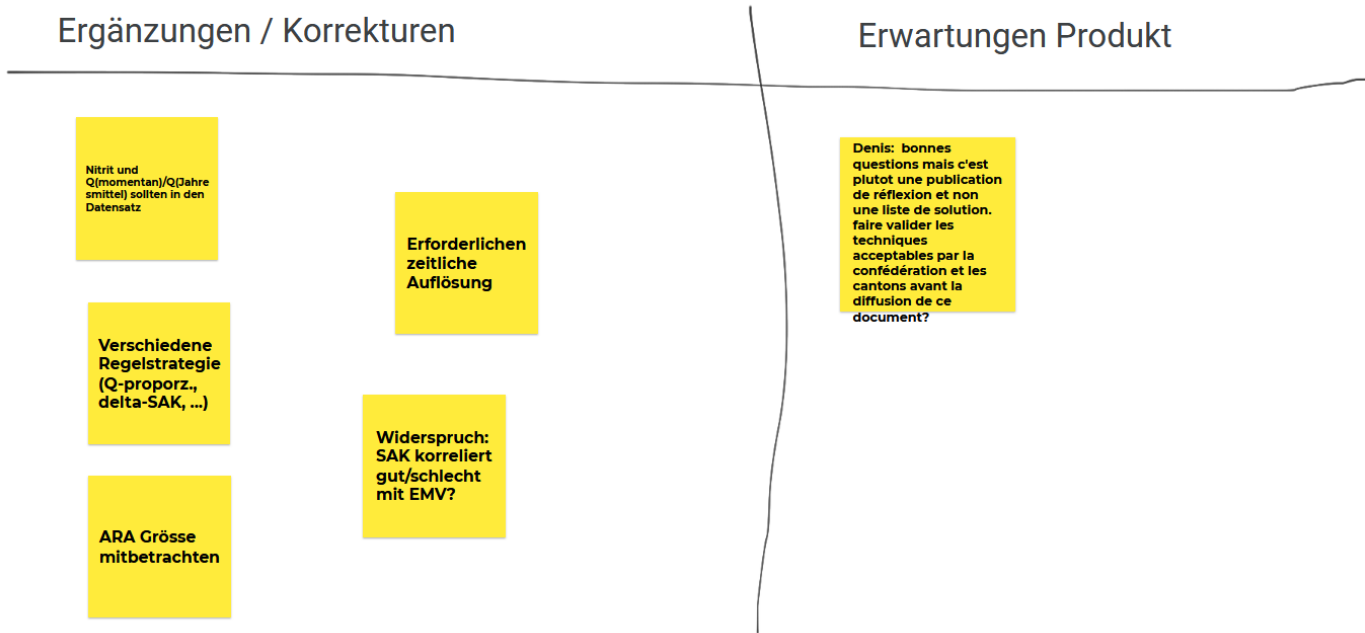 Ergänzungen / Korrekturen
Nitrit und
Q(momentan)/Q(Jahre
smittel) sollten in den
Datensatz
Erforderlichen
zeitliche
Auflösung
Verschiedene
Regelstrategie
(Q-proporz.,
delta-SAK, ...)
Widerspruch:
SAK korreliert
gut/schlecht
mit EMV?
ARA Grösse
mitbetrachten
Erwartungen Produkt
Denis: bonnes
questions mais c'est
plutot une publication
de réflexion et non
une liste de solution.
faire valider les
techniques
acceptables par la
confédération et les
cantons avant la
diffusion de ce
document?